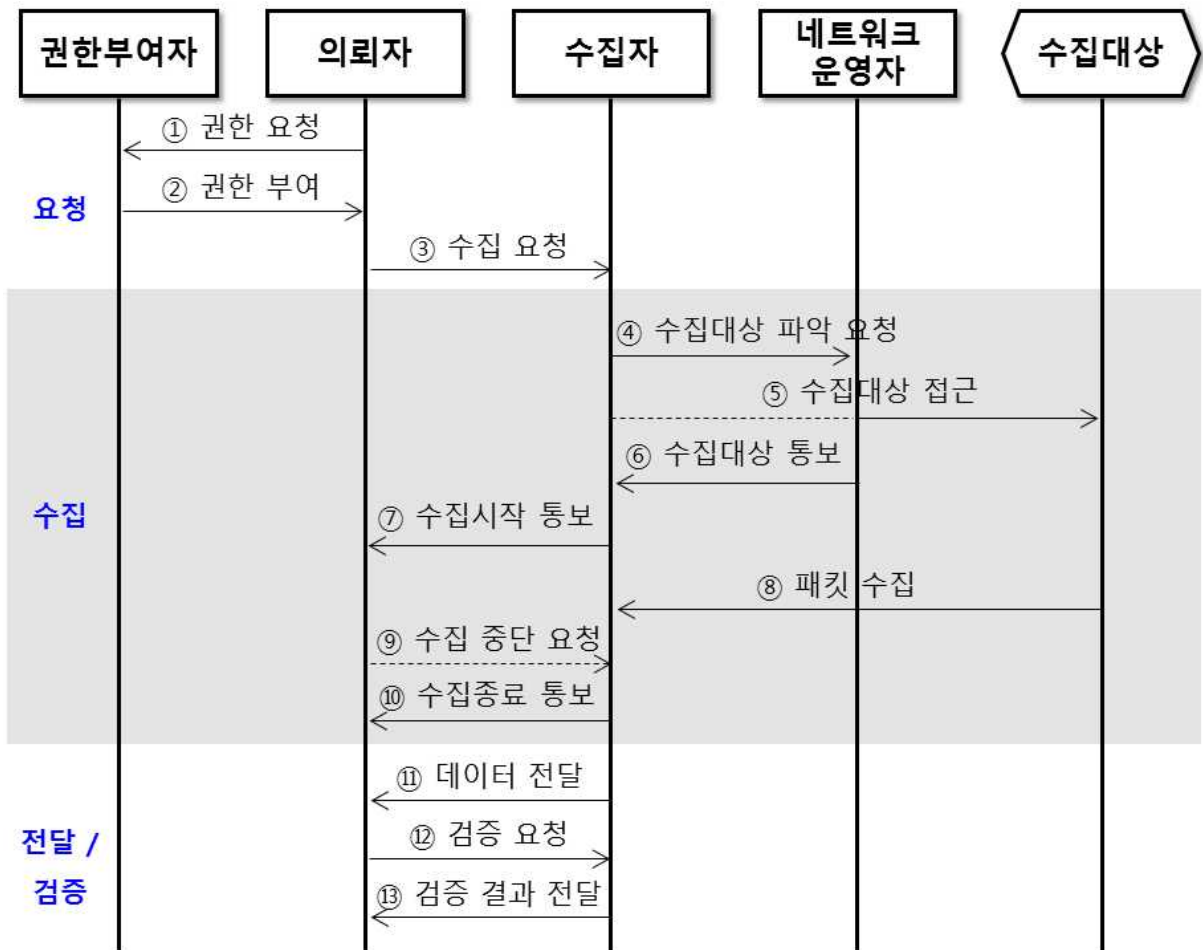 권한부여자
의뢰자
수집자
네트워크
운영자
수집대상
① 권한 요청
② 권한 부여
요청
③ 수집 요청
④ 수집대상 파악 요청
⑤ 수집대상 접근
⑥ 수집대상 통보
수집
⑦ 수집시작 통보
⑧ 패킷 수집
⑨ 수집 중단 요청
⑩ 수집종료 통보
⑪ 데이터 전달
전달 /
검증
⑫ 검증 요청
⑬ 검증 결과 전달